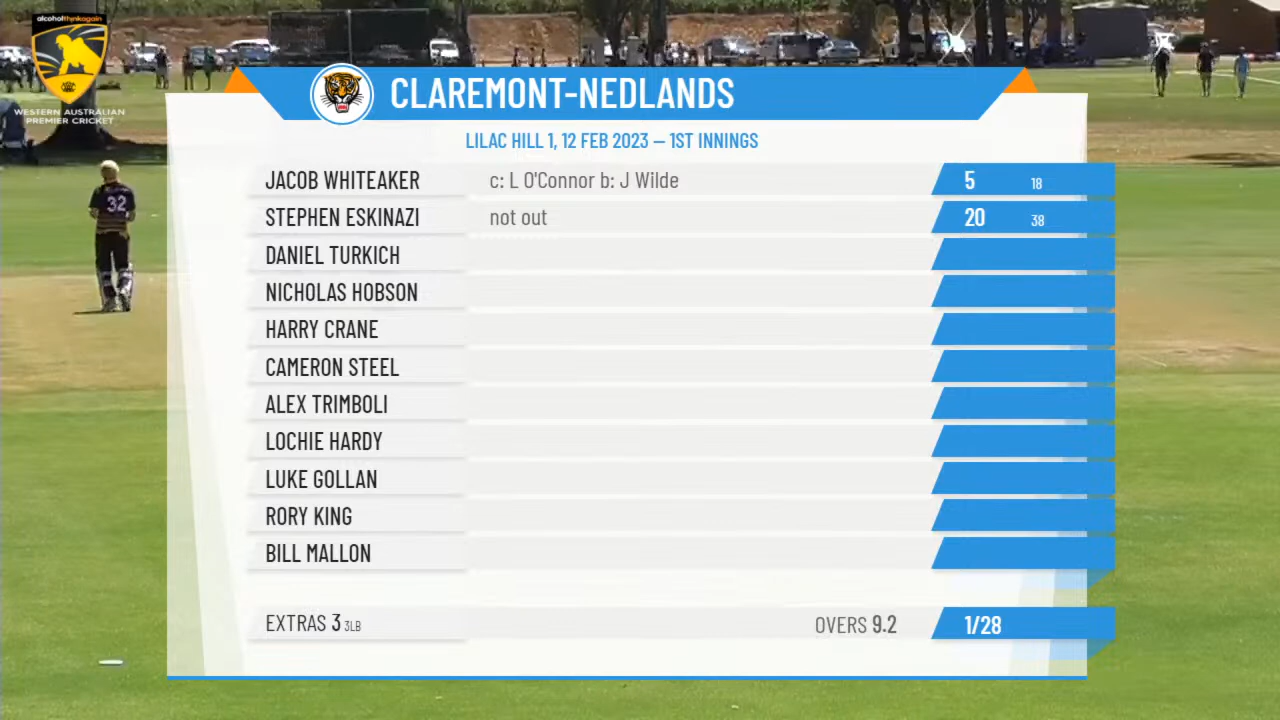 alcoholthinkagain
WESTERN AUSTRALIAN
PREMIER CRICKET
CLAREMONT-NEDLANDS
LILAC HILL 1, 12 FEB 2023 – 1ST INNINGS
JACOB WHITEAKER c: L O'Connor b: J Wilde 5 18
STEPHEN ESKINAZI not out 20 38
DANIEL TURKICH
NICHOLAS HOBSON
HARRY CRANE
CAMERON STEEL
ALEX TRIMBOLI
LOCHIE HARDY
LUKE GOLLAN
RORY KING
BILL MALLON
EXTRAS 3 3LB OVERS 9.2 1/28
32